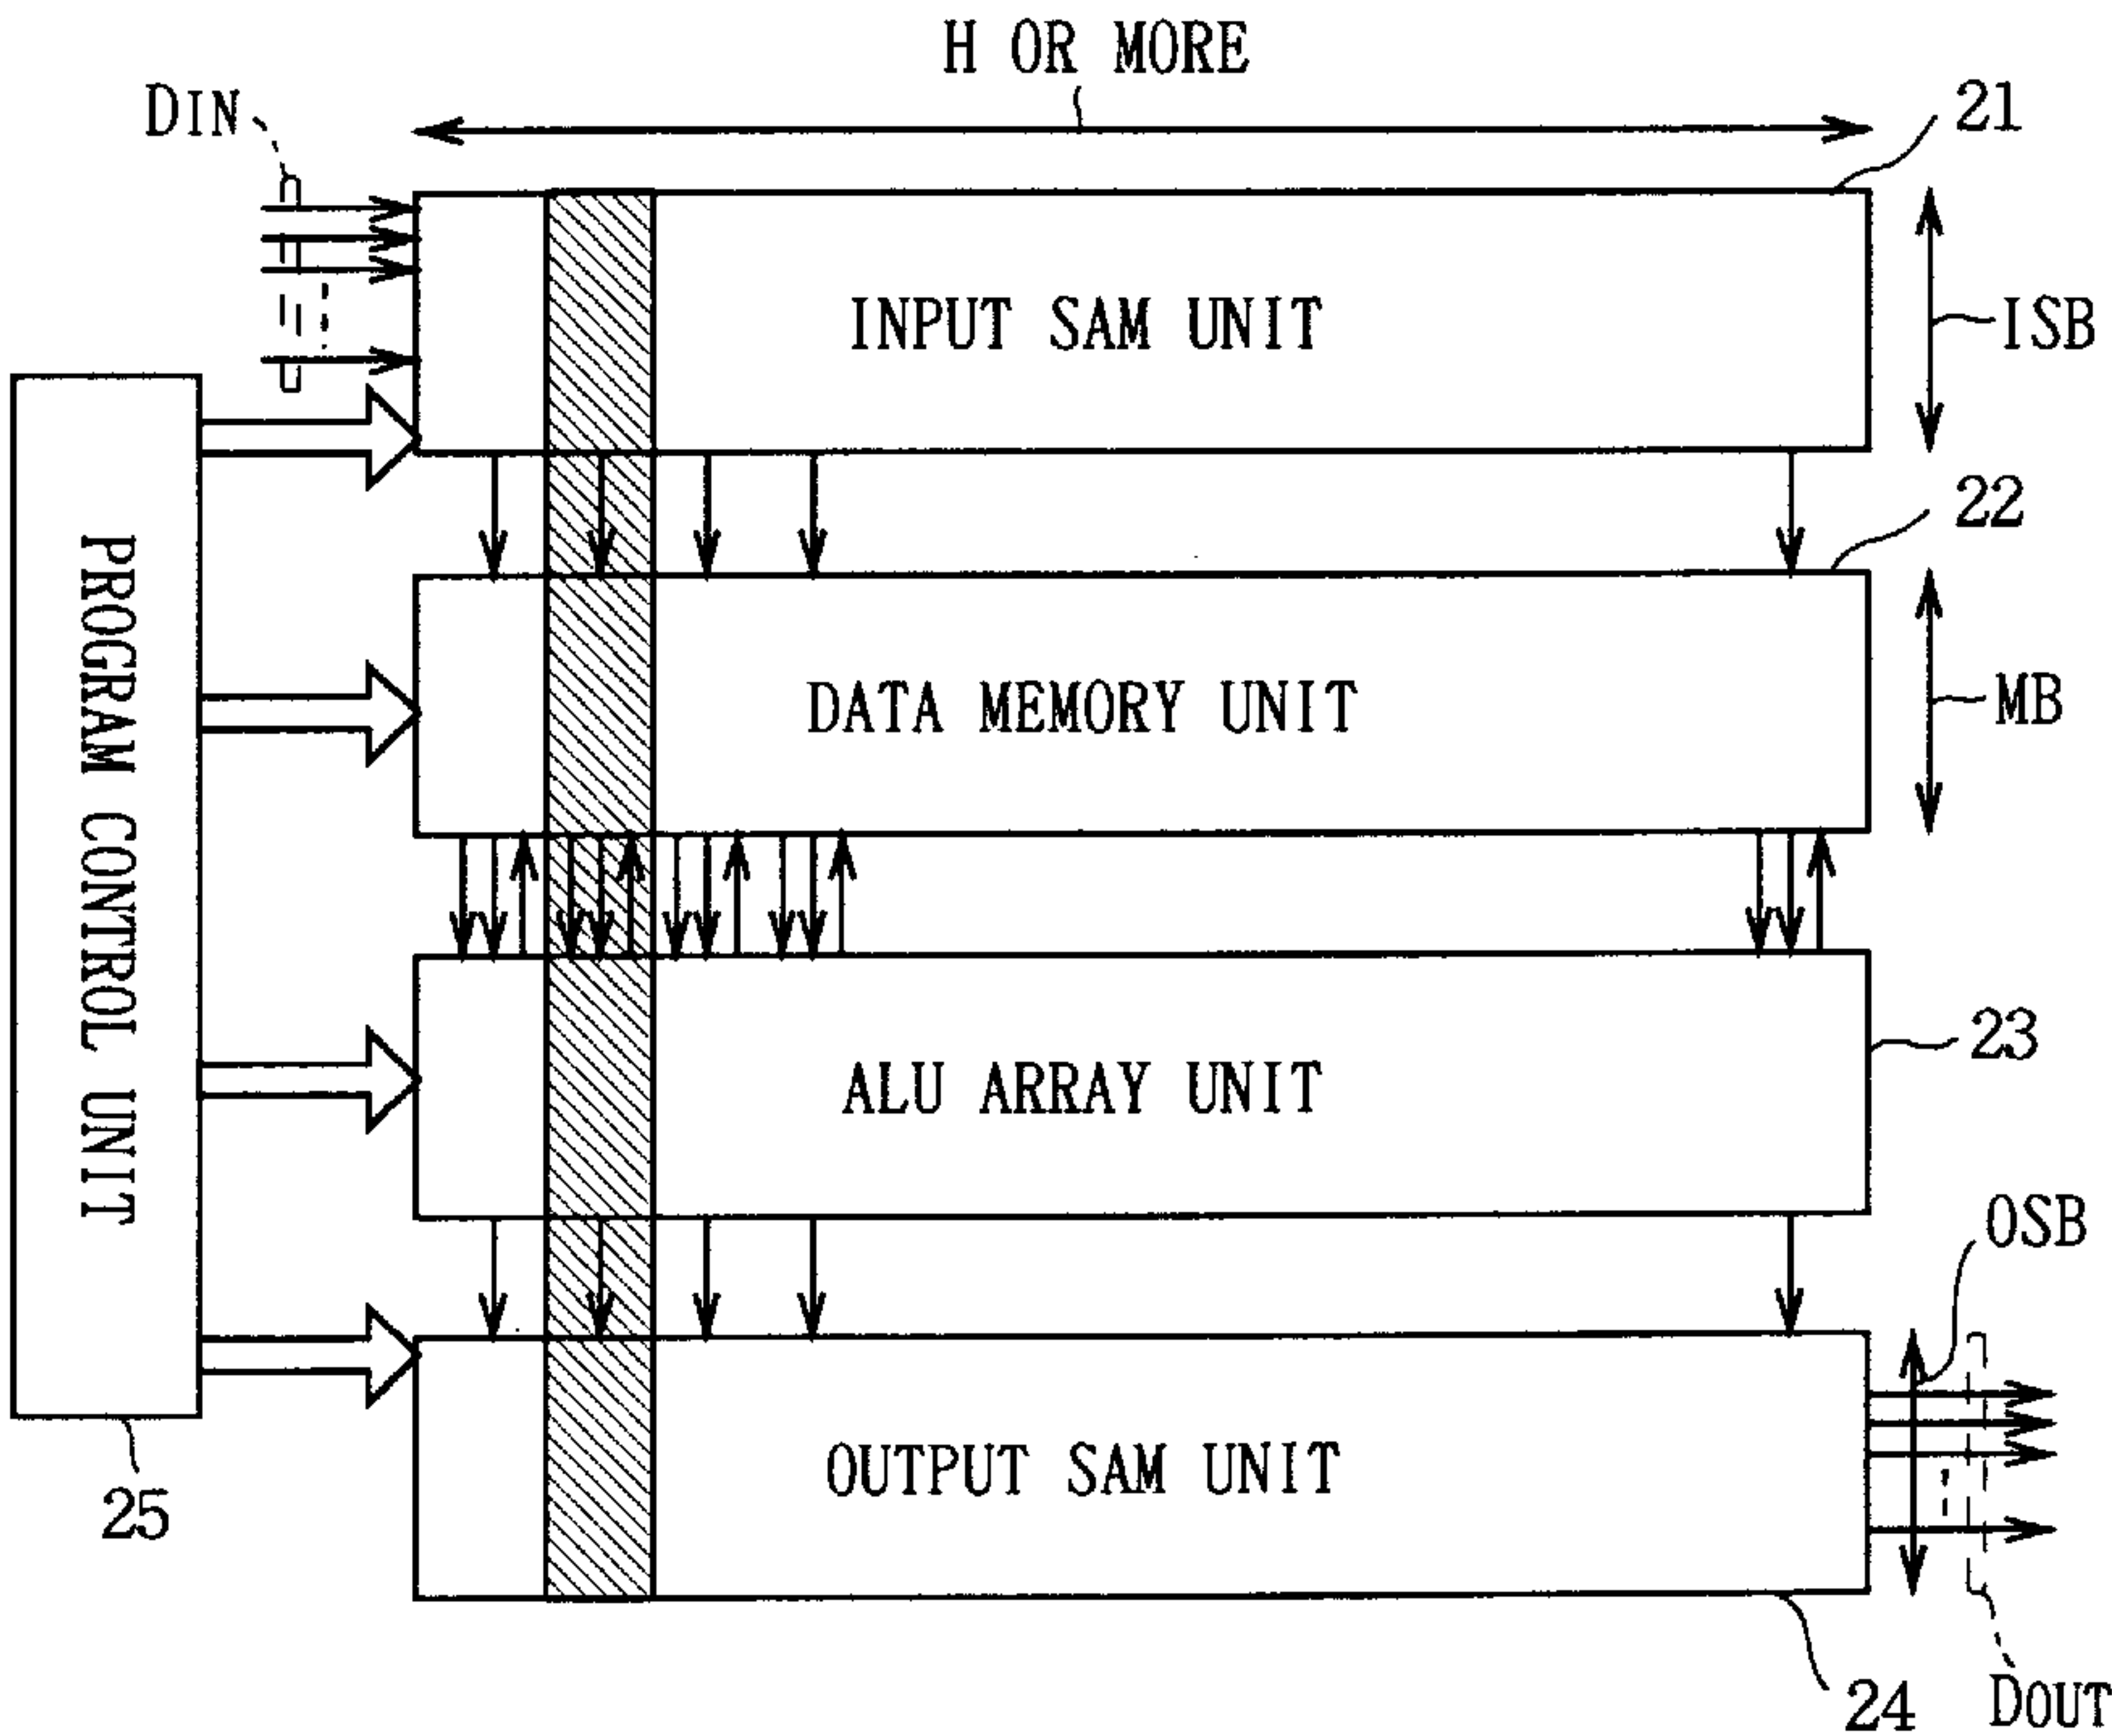 H OR MORE
DIN
21
INPUT SAM UNIT
ISB
22
DATA MEMORY UNIT
MB
PROGRAM CONTROL UNIT
ALU ARRAY UNIT
23
OSB
OUTPUT SAM UNIT
25
24
DOUT